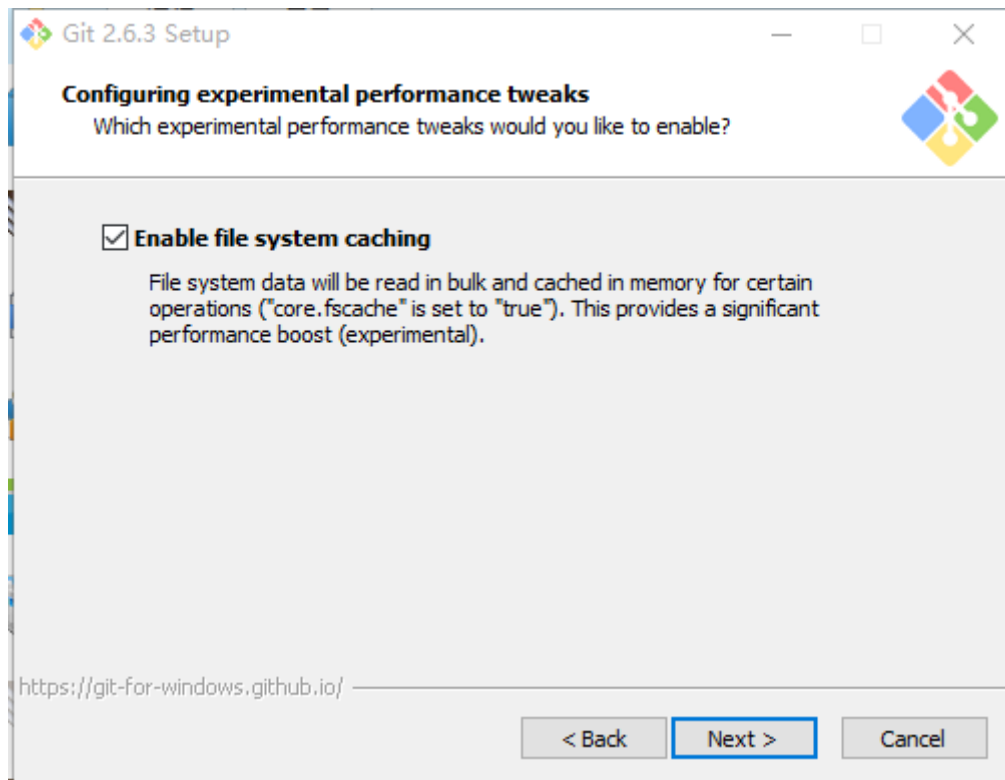 Git 2.6.3 Setup
Configuring experimental performance tweaks
Which experimental performance tweaks would you like to enable?
Enable file system caching
File system data will be read in bulk and cached in memory for certain
operations ("core.fscache" is set to "true"). This provides a significant
performance boost (experimental).
https://git-for-windows.github.io/
< Back
Next >
Cancel